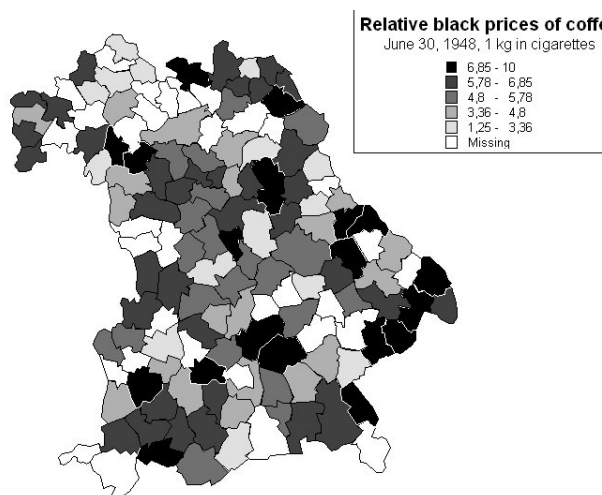 Relative black prices of coffe
June 30, 1948, 1 kg in cigarettes
6,85 - 10
5,78 - 6,85
4,8 - 5,78
3,36 - 4,8
1,25 - 3,36
Missing